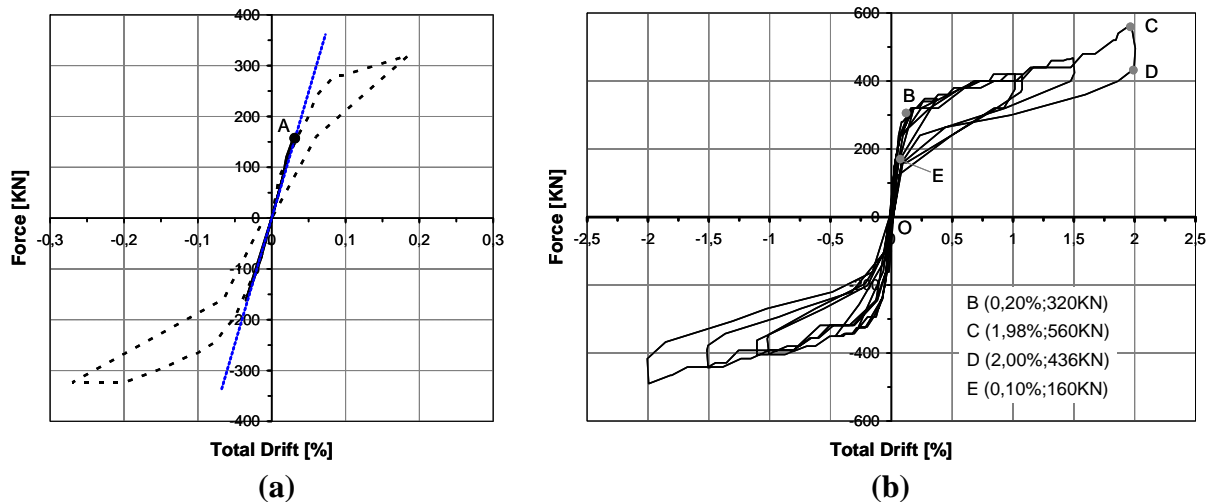 400
300
200
100
0
-100
-200
-300
-400
-0,3 -0,2 -0,1 0 0,1 0,2 0,3
A
Force [KN]
Total Drift [%]
(a)
600
400
200
0
-200
-400
-600
-2,5 -2 -1,5 -1 -0,5 0 0,5 1 1,5 2 2,5
B
C
D
E
O
Force [KN]
B (0,20%;320KN)
C (1,98%;560KN)
D (2,00%;436KN)
E (0,10%;160KN)
Total Drift [%]
(b)